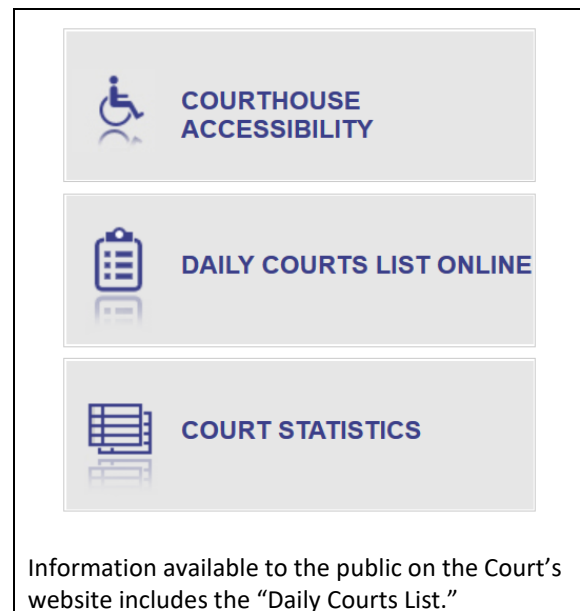 COURTHOUSE
ACCESSIBILITY
DAILY COURTS LIST ONLINE
COURT STATISTICS
Information available to the public on the Court’s
website includes the “Daily Courts List.”